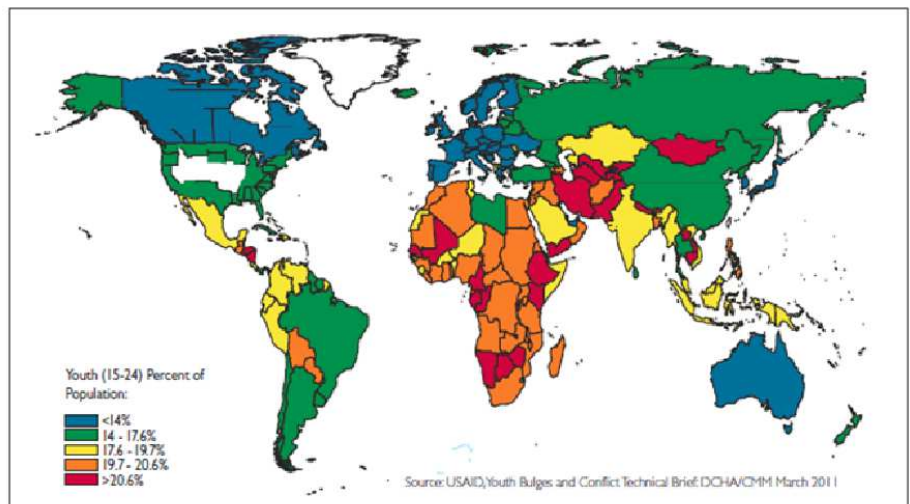 Youth (15-24) Percent of
Population:
<14%
14 - 17.6%
17.6 - 19.7%
19.7 - 20.6%
>20.6%
Source: USAID,Youth Bulges and Conflict Technical Brief: DCHA/CMM March 2011